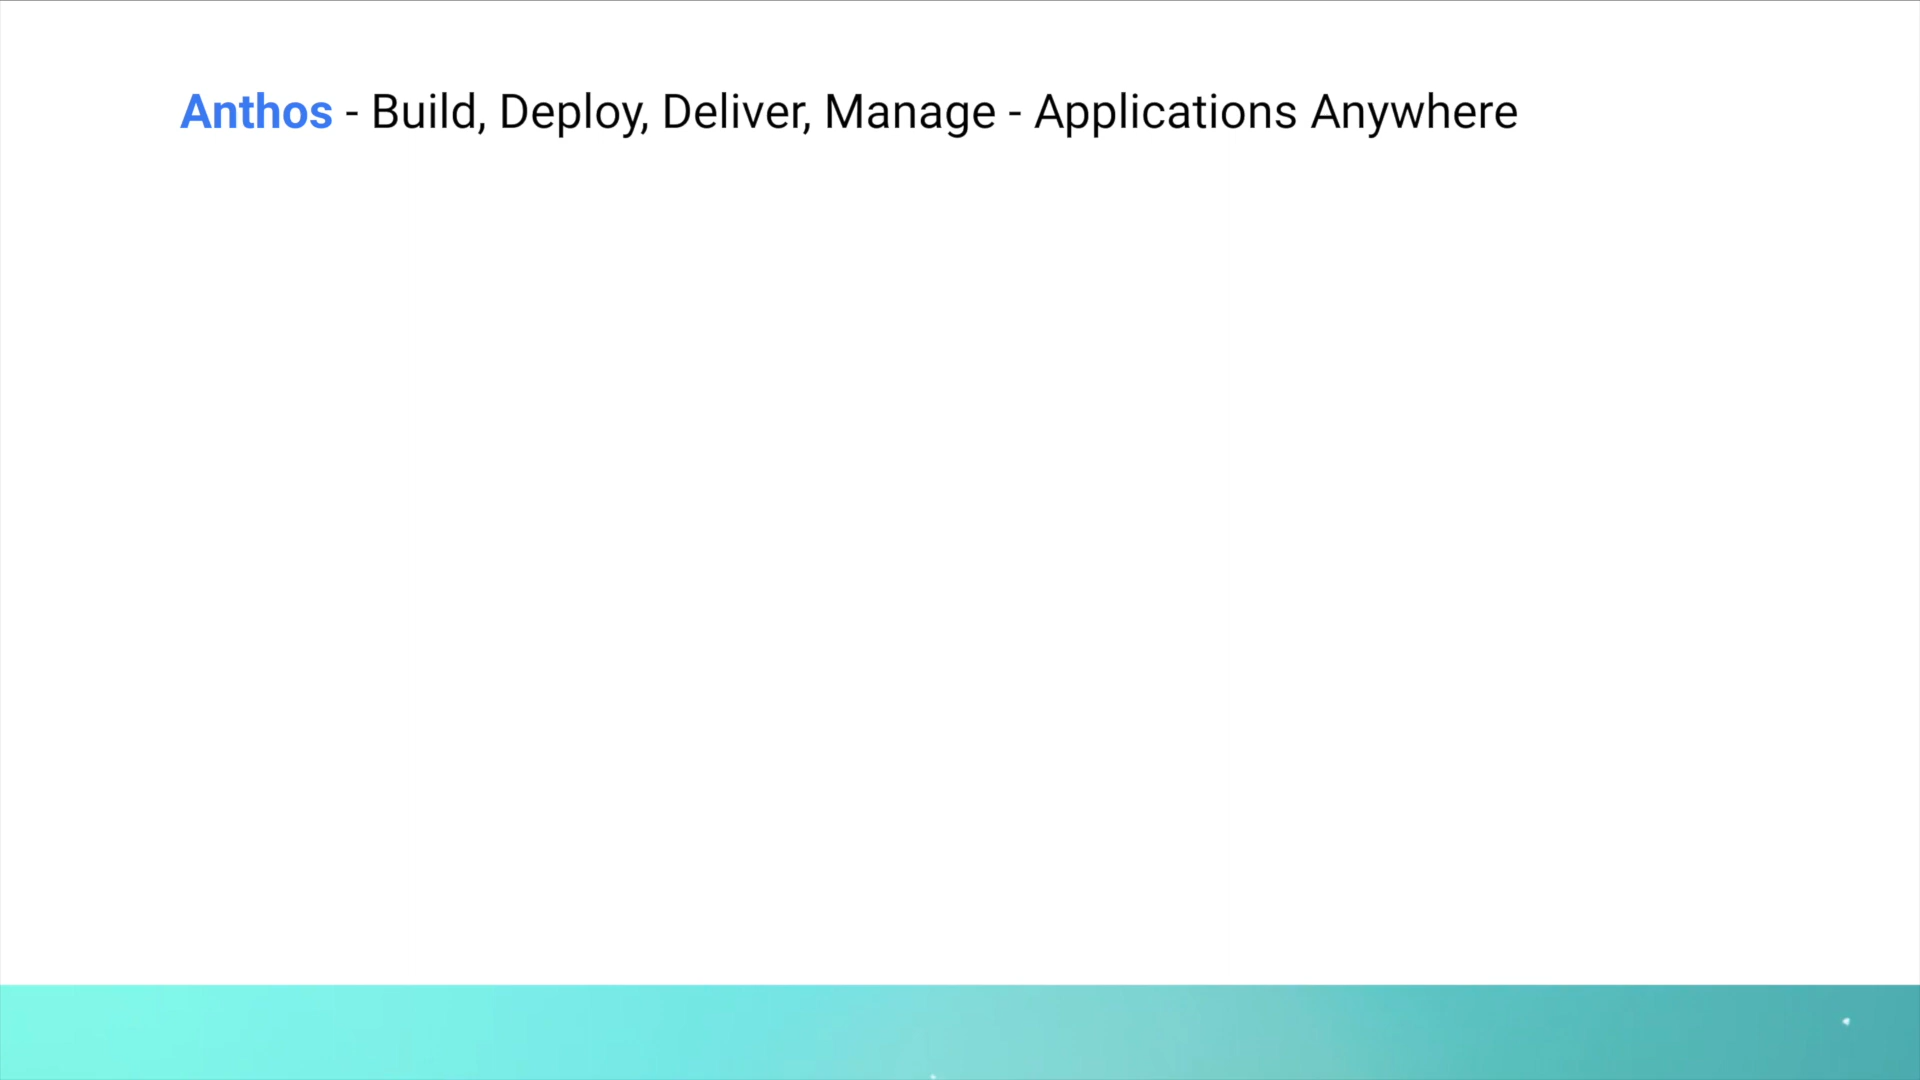 Anthos - Build, Deploy, Deliver, Manage - Applications Anywhere